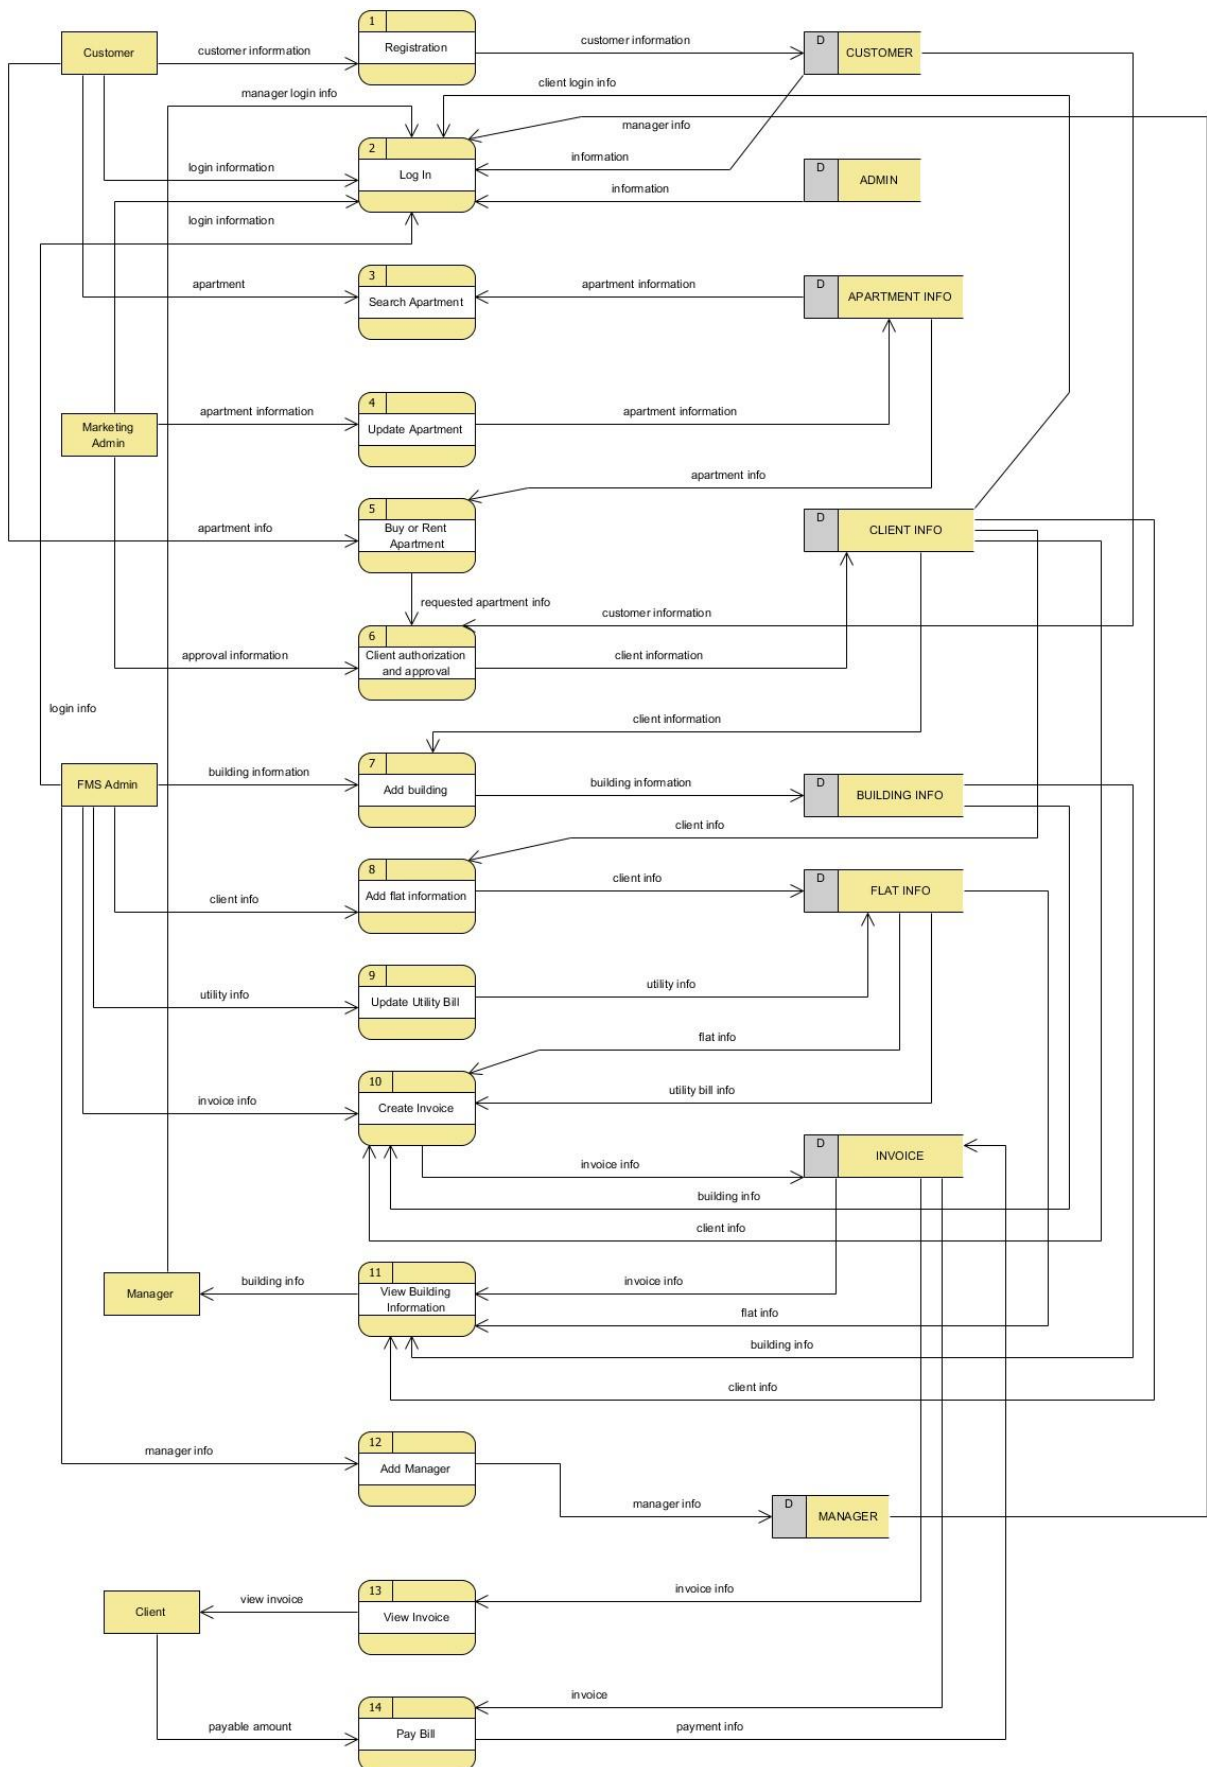 1
Customer
customer information
Registration
customer information
D
CUSTOMER
manager login info
client login info
manager info
2
Log In
login information
information
D
ADMIN
information
login information
3
apartment
Search Apartment
apartment information
D
APARTMENT INFO
4
Marketing
Admin
apartment information
Update Apartment
apartment information
apartment info
5
apartment info
Buy or Rent
Apartment
D
CLIENT INFO
requested apartment info
customer information
6
approval information
Client authorization
and approval
client information
login info
client information
7
FMS Admin
building information
Add building
building information
D
BUILDING INFO
client info
8
client info
Add flat information
client info
D
FLAT INFO
9
utility info
Update Utility Bill
utility info
flat info
10
invoice info
Create Invoice
utility bill info
D
INVOICE
invoice info
building info
client info
11
Manager
building info
View Building
Information
invoice info
flat info
building info
client info
12
manager info
Add Manager
manager info
D
MANAGER
13
Client
view invoice
View Invoice
invoice info
14
invoice
payable amount
Pay Bill
payment info